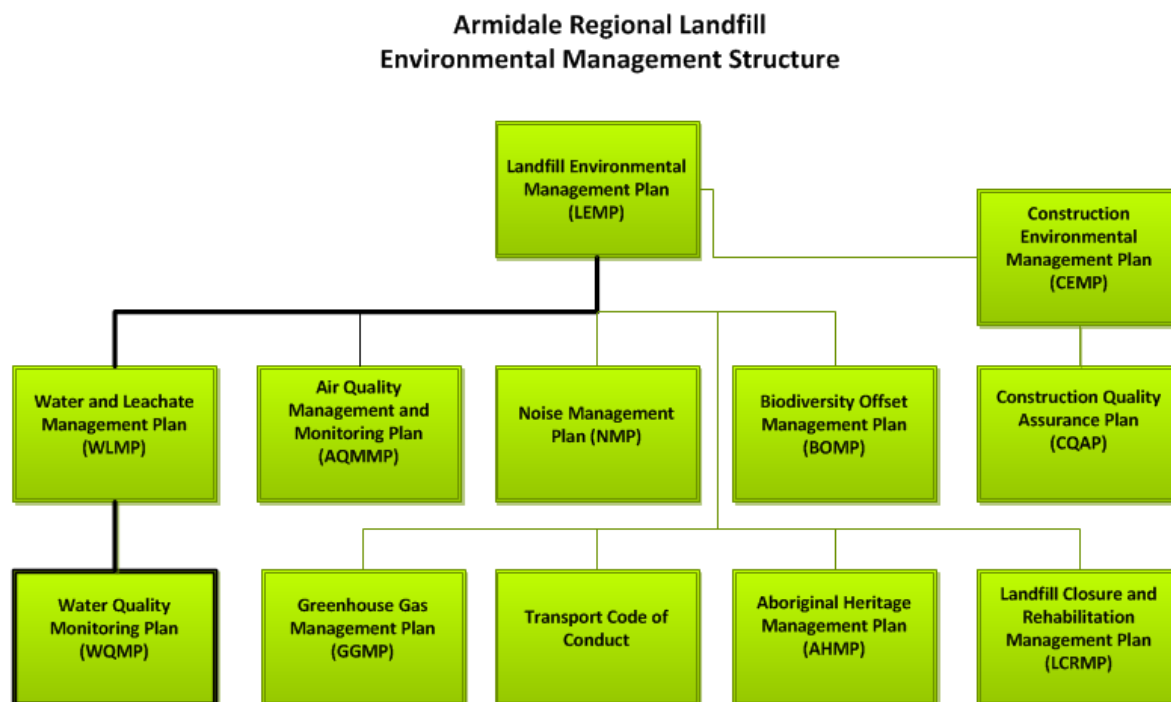 Armidale Regional Landfill
Environmental Management Structure
Landfill Environmental
Management Plan
(LEMP)
Construction
Environmental
Management Plan
(CEMP)
Water and Leachate
Management Plan
(WLMP)
Air Quality
Management and
Monitoring Plan
(AQMMP)
Noise Management
Plan (NMP)
Biodiversity Offset
Management Plan
(BOMP)
Construction Quality
Assurance Plan
(CQAP)
Water Quality
Monitoring Plan
(WQMP)
Greenhouse Gas
Management Plan
(GGMP)
Transport Code of
Conduct
Aboriginal Heritage
Management Plan
(AHMP)
Landfill Closure and
Rehabilitation
Management Plan
(LCRMP)